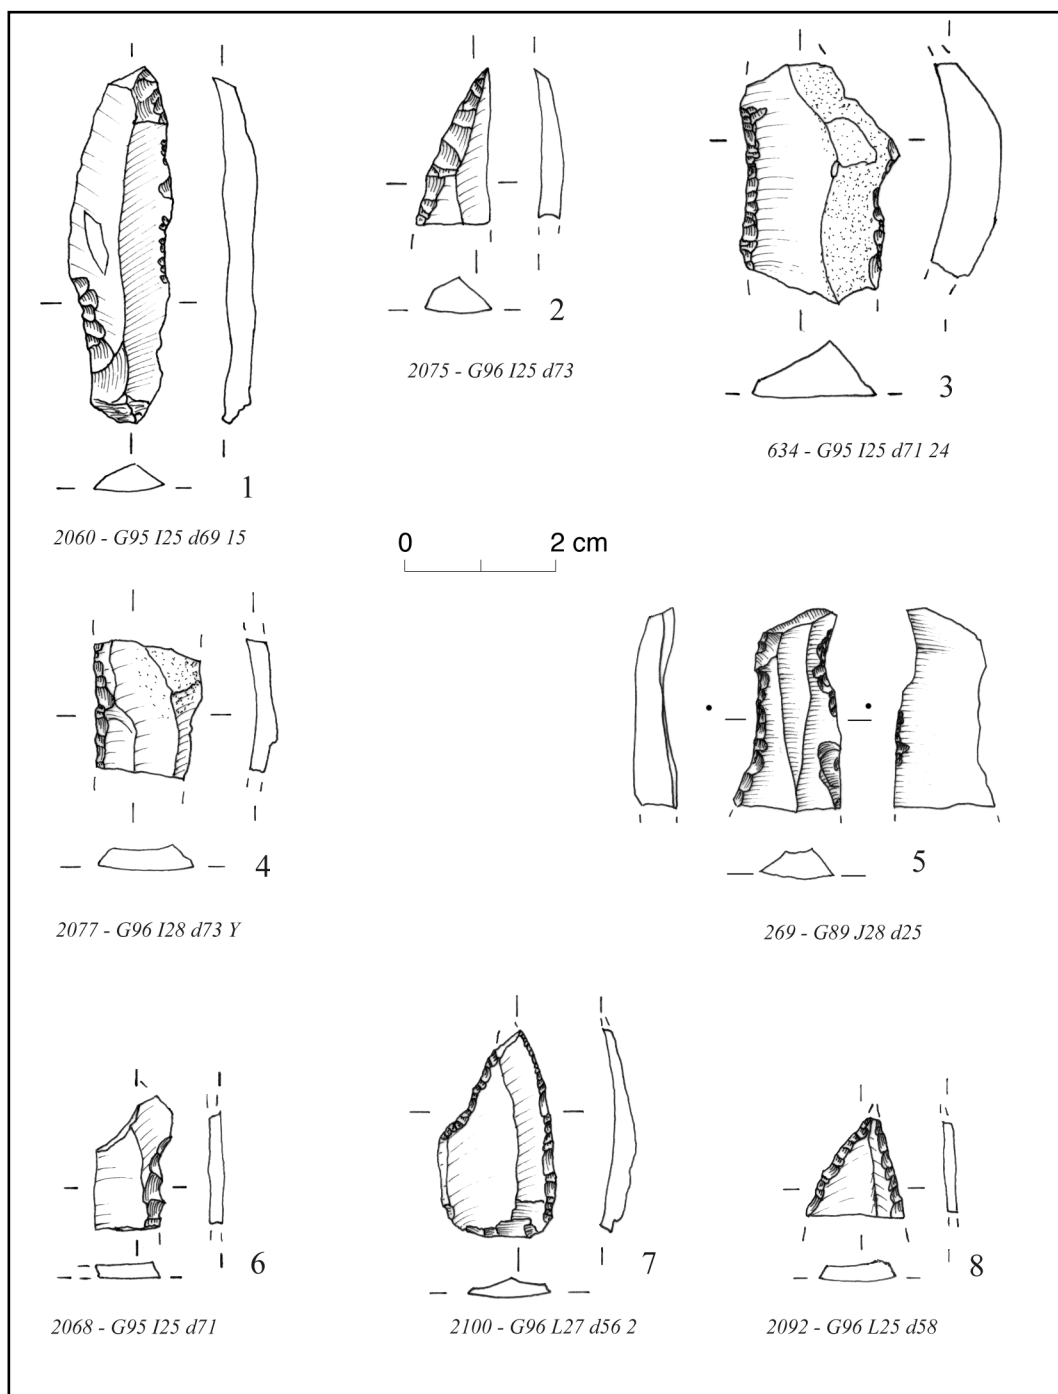 2
2075 - G96 I25 d73
3
634 - G95 I25 d71 24
1
2060 - G95 I25 d69 15
0 2 cm
4
2077 - G96 I28 d73 Y
5
269 - G89 J28 d25
6
2068 - G95 I25 d71
7
2100 - G96 L27 d56 2
8
2092 - G96 L25 d58